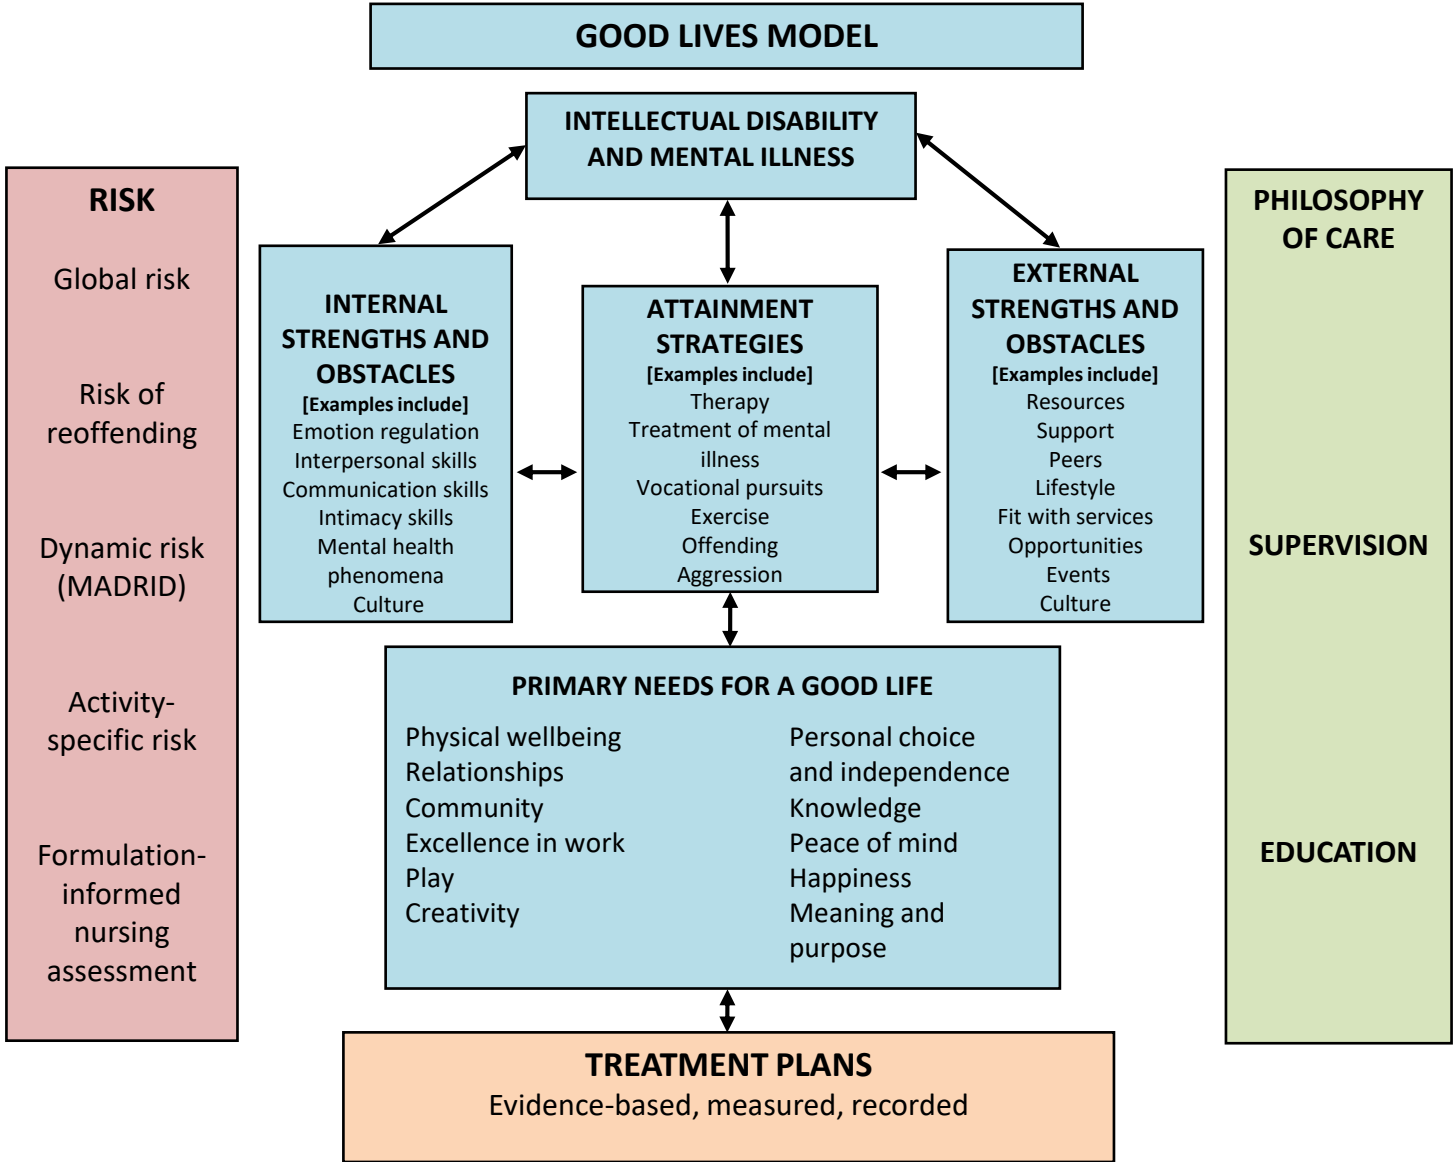 GOOD LIVES MODEL
INTELLECTUAL DISABILITY
AND MENTAL ILLNESS
RISK
Global risk
Risk of
reoffending
Dynamic risk
(MADRID)
Activity-
specific risk
Formulation-
informed
nursing
assessment
INTERNAL
STRENGTHS AND
OBSTACLES
[Examples include]
Emotion regulation
Interpersonal skills
Communication skills
Intimacy skills
Mental health
phenomena
Culture
ATTAINMENT
STRATEGIES
[Examples include]
Therapy
Treatment of mental
illness
Vocational pursuits
Exercise
Offending
Aggression
EXTERNAL
STRENGTHS AND
OBSTACLES
[Examples include]
Resources
Support
Peers
Lifestyle
Fit with services
Opportunities
Events
Culture
PHILOSOPHY
OF CARE
SUPERVISION
EDUCATION
PRIMARY NEEDS FOR A GOOD LIFE
Physical wellbeing
Relationships
Community
Excellence in work
Play
Creativity
Personal choice
and independence
Knowledge
Peace of mind
Happiness
Meaning and
purpose
TREATMENT PLANS
Evidence-based, measured, recorded